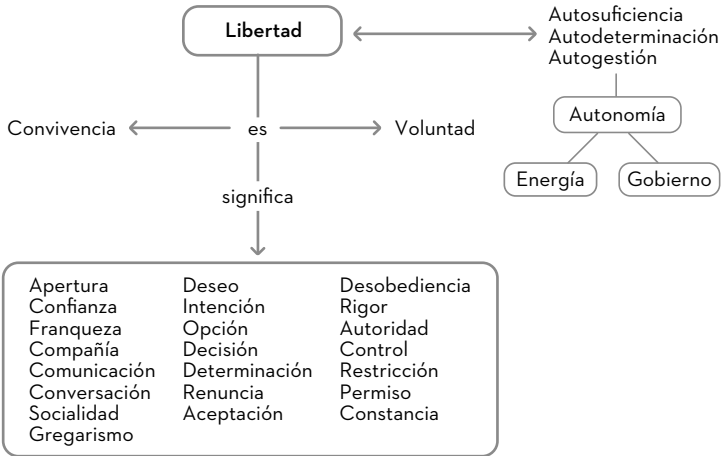 Libertad
Autosuficiencia
Autodeterminación
Autogestión
Autonomía
Energía
Gobierno
Convivencia
es
Voluntad
significa
Apertura
Confianza
Franqueza
Compañía
Comunicación
Conversación
Socialidad
Gregarismo
Deseo
Intención
Opción
Decisión
Determinación
Renuncia
Aceptación
Desobediencia
Rigor
Autoridad
Control
Restricción
Permiso
Constancia